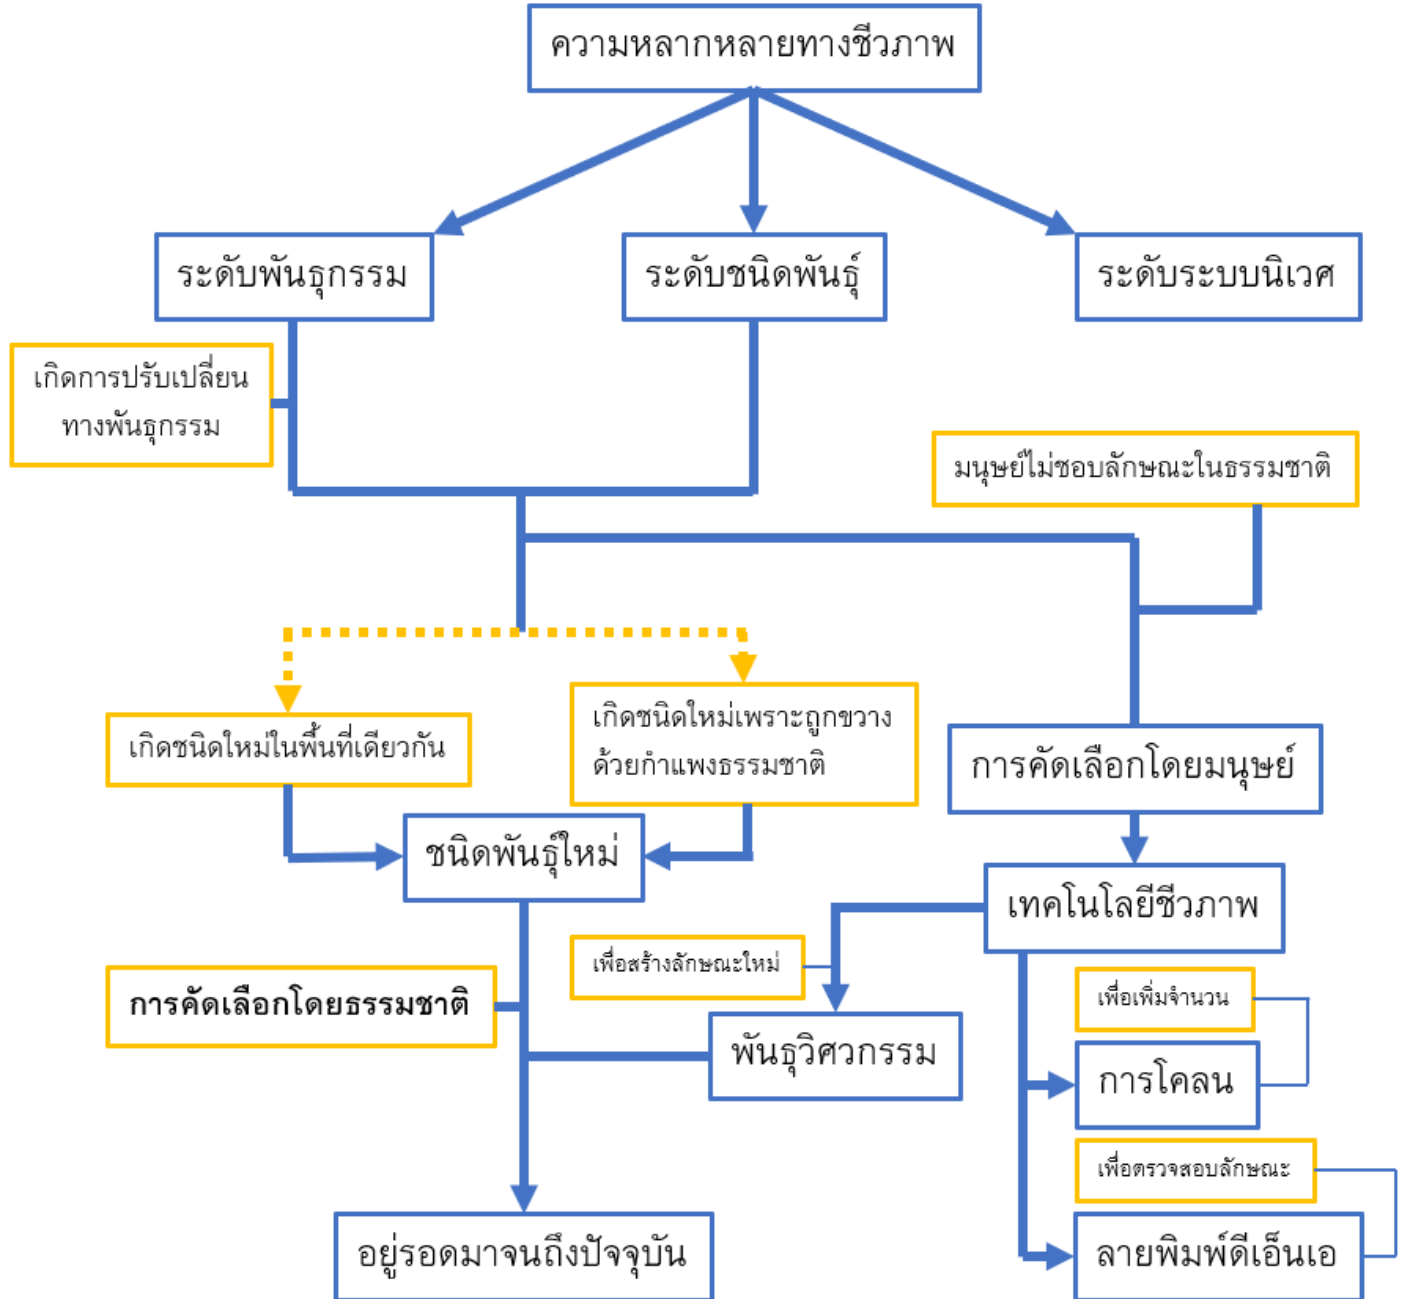 ความหลากหลายทางชีวภาพ
ระดับพันธุกรรม
ระดับชนิดพันธุ์
ระดับระบบนิเวศ
เกิดการปรับเปลี่ยน
ทางพันธุกรรม
มนุษย์ไม่ชอบลักษณะในธรรมชาติ
เกิดชนิดใหม่ในพื้นที่เดียวกัน
เกิดชนิดใหม่เพราะถูกขวาง
ด้วยกำแพงธรรมชาติ
การคัดเลือกโดยมนุษย์
ชนิดพันธุ์ใหม่
เทคโนโลยีชีวภาพ
เพื่อสร้างลักษณะใหม่
การคัดเลือกโดยธรรมชาติ
เพื่อเพิ่มจำนวน
พันธุวิศวกรรม
การโคลน
เพื่อตรวจสอบลักษณะ
อยู่รอดมาจนถึงปัจจุบัน
ลายพิมพ์ดีเอ็นเอ